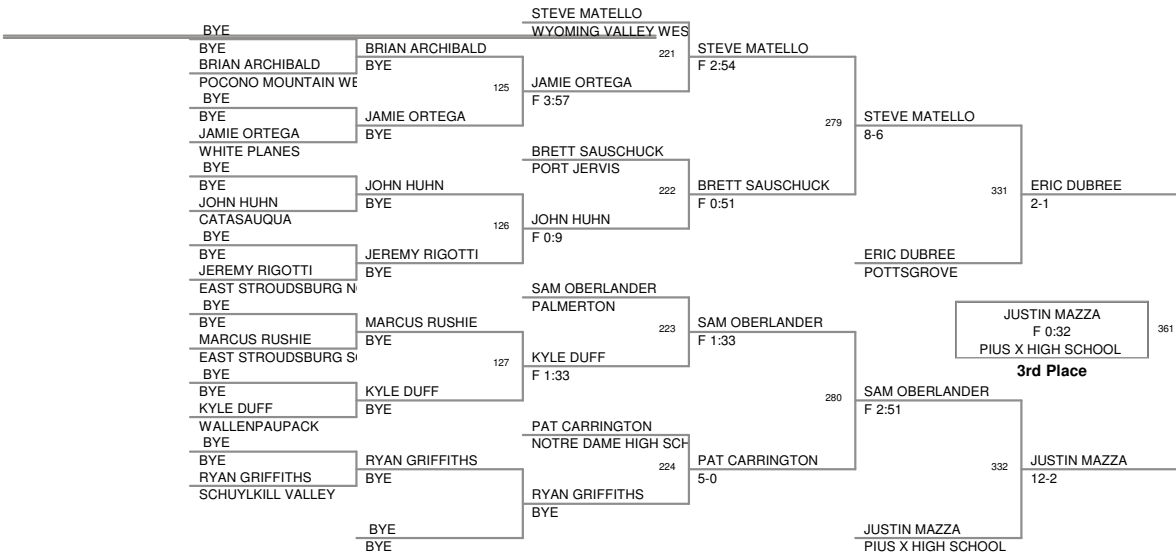 STEVE MATELLO
BYE
WYOMING VALLEY WES
BYE
BRIAN ARCHIBALD
STEVE MATELLO
221
BRIAN ARCHIBALD
BYE
F 2:54
POCONO MOUNTAIN WE
125
JAMIE ORTEGA
BYE
F 3:57
BYE
JAMIE ORTEGA
STEVE MATELLO
279
JAMIE ORTEGA
BYE
8-6
WHITE PLANES
BRETT SAUSCHUCK
BYE
PORT JERVIS
BYE
JOHN HUHN
222
BRETT SAUSCHUCK
331
ERIC DUBREE
JOHN HUHN
BYE
F 0:51
2-1
CATASAUQUA
126
JOHN HUHN
BYE
F 0:9
BYE
JEREMY RIGOTTI
ERIC DUBREE
JEREMY RIGOTTI
BYE
POTTSGROVE
EAST STROUDSBURG N
SAM OBERLANDER
BYE
PALMERTON
JUSTIN MAZZA
BYE
MARCUS RUSHIE
223
SAM OBERLANDER
F 0:32
361
MARCUS RUSHIE
BYE
F 1:33
PIUS X HIGH SCHOOL
EAST STROUDSBURG S
127
KYLE DUFF
3rd Place
BYE
F 1:33
BYE
KYLE DUFF
280
SAM OBERLANDER
KYLE DUFF
BYE
F 2:51
WALLENPAUPACK
PAT CARRINGTON
BYE
NOTRE DAME HIGH SCH
BYE
RYAN GRIFFITHS
224
PAT CARRINGTON
332
JUSTIN MAZZA
RYAN GRIFFITHS
BYE
5-0
12-2
SCHUYLKILL VALLEY
RYAN GRIFFITHS
BYE
BYE
JUSTIN MAZZA
BYE
PIUS X HIGH SCHOOL